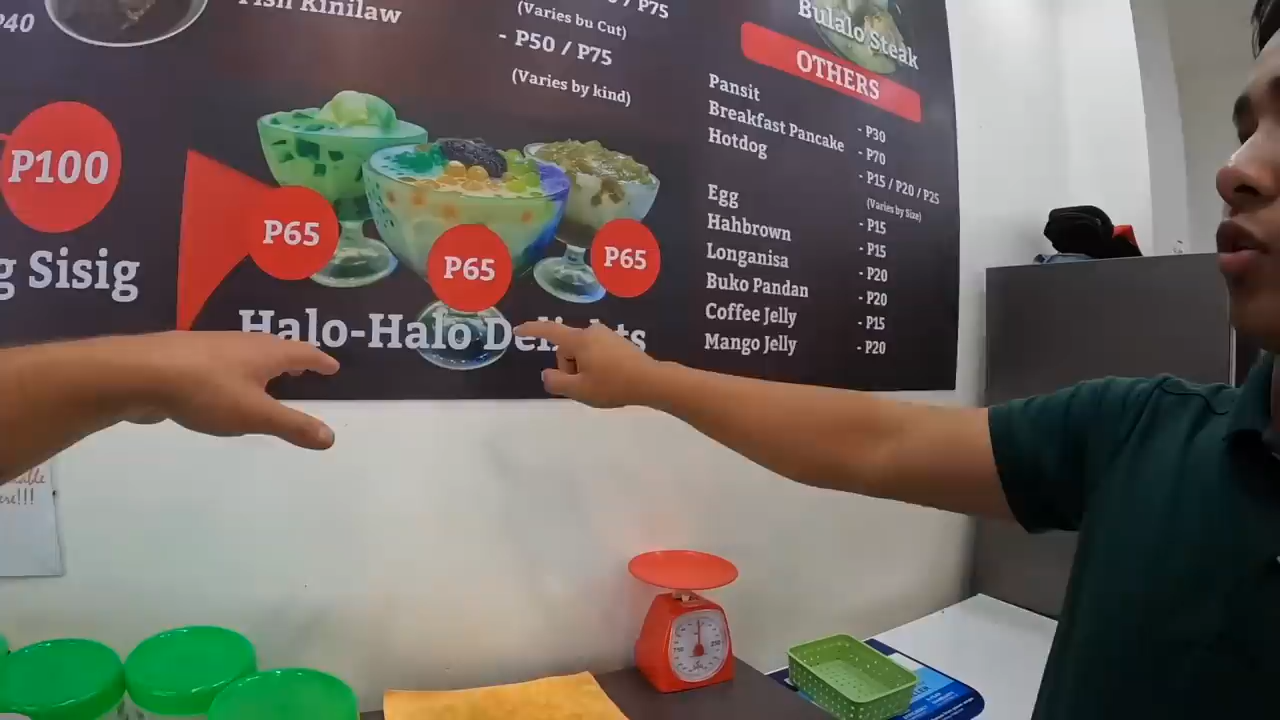 P40
Fish Kinilaw
/ P75
(Varies bu Cut)
- P50 / P75
(Varies by kind)
Bulalo Steak
OTHERS
Pansit - P30
Breakfast Pancake - P70
Hotdog - P15 / P20 / P25
(Varies by Size)
Egg - P15
Hahbrown - P15
Longanisa - P20
Buko Pandan - P20
Coffee Jelly - P15
Mango Jelly - P20
P100
g Sisig
P65
P65
P65
Halo-Halo
ere!!!